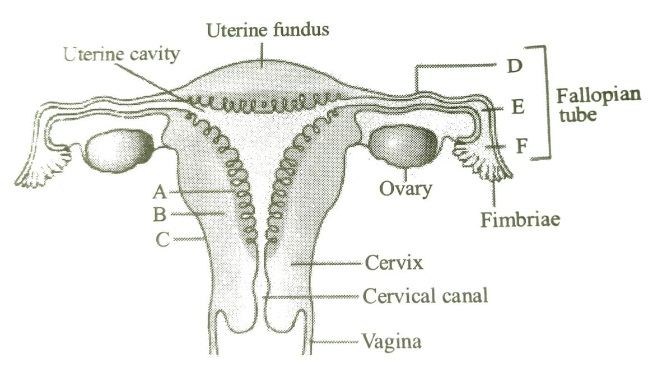 Uterine fundus
Uterine cavity
D
E
Fallopian
tube
F
A
Ovary
B
Fimbriae
C
Cervix
Cervical canal
Vagina